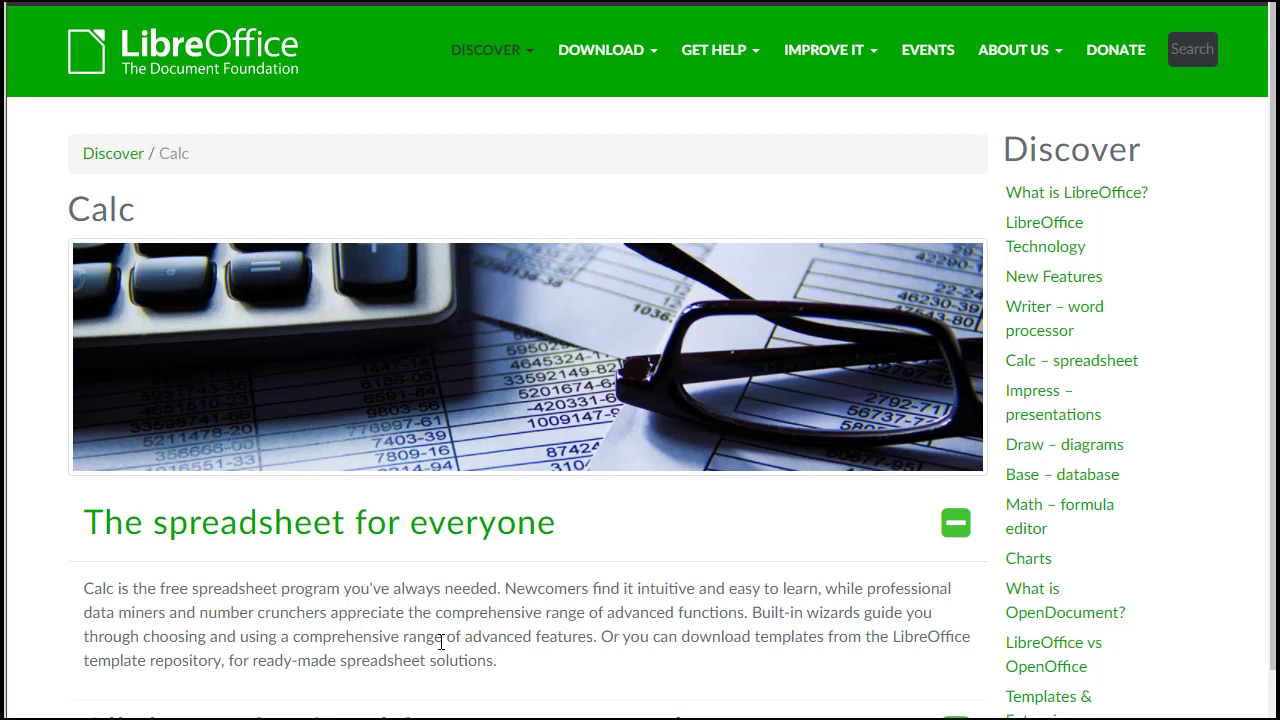 LibreOffice
The Document Foundation
DISCOVER
DOWNLOAD
GET HELP
IMPROVE IT
EVENTS
ABOUT US
DONATE
Search
Discover / Calc
Calc
The spreadsheet for everyone
Calc is the free spreadsheet program you've always needed. Newcomers find it intuitive and easy to learn, while professional
data miners and number crunchers appreciate the comprehensive range of advanced functions. Built-in wizards guide you
through choosing and using a comprehensive range of advanced features. Or you can download templates from the LibreOffice
template repository, for ready-made spreadsheet solutions.
Discover
What is LibreOffice?
LibreOffice
Technology
New Features
Writer – word
processor
Calc – spreadsheet
Impress –
presentations
Draw – diagrams
Base – database
Math – formula
editor
Charts
What is
OpenDocument?
LibreOffice vs
OpenOffice
Templates &